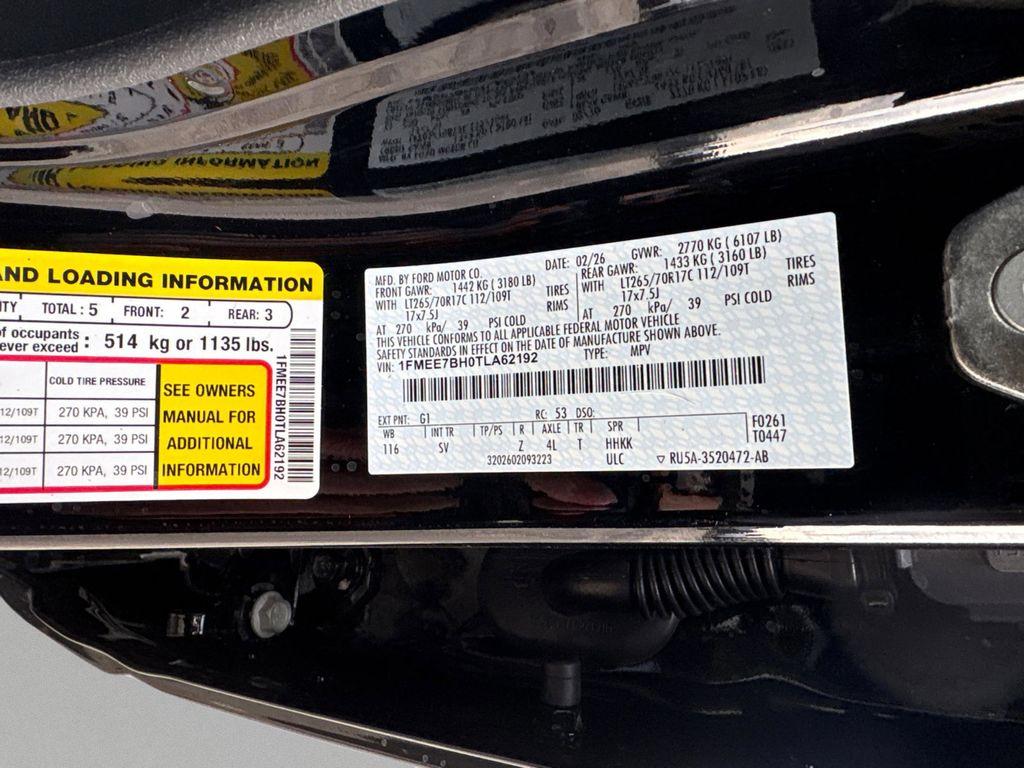 AND LOADING INFORMATION
ITY TOTAL: 5 FRONT: 2 REAR: 3
of occupants
ever exceed : 514 kg or 1135 lbs.
COLD TIRE PRESSURE
12/109T 270 KPA, 39 PSI
12/109T 270 KPA, 39 PSI
270 KPA, 39 PSI
SEE OWNERS
MANUAL FOR
ADDITIONAL
INFORMATION
1FMEE7BH0TLA62192
MFD. BY FORD MOTOR CO. DATE: 02/26 GVWR: 2770 KG ( 6107 LB)
FRONT GAWR: 1442 KG ( 3180 LB) REAR GAWR: 1433 KG ( 3160 LB)
WITH LT265/70R17C 112/109T TIRES WITH LT265/70R17C 112/109T TIRES
17x7.5J RIMS 17x7.5J RIMS
AT 270 kPa/ 39 PSI COLD AT 270 kPa/ 39 PSI COLD
THIS VEHICLE CONFORMS TO ALL APPLICABLE FEDERAL MOTOR VEHICLE
SAFETY STANDARDS IN EFFECT ON THE DATE OF MANUFACTURE SHOWN ABOVE.
VIN: 1FMEE7BH0TLA62192 TYPE: MPV
EXT PNT: G1 RC: 53 DSO:
WB INT TR TP/PS R AXLE TR SPR
116 SV Z 4L T HHKK
3202602093223 ULC ▽ RU5A-3520472-AB
F0261
T0447